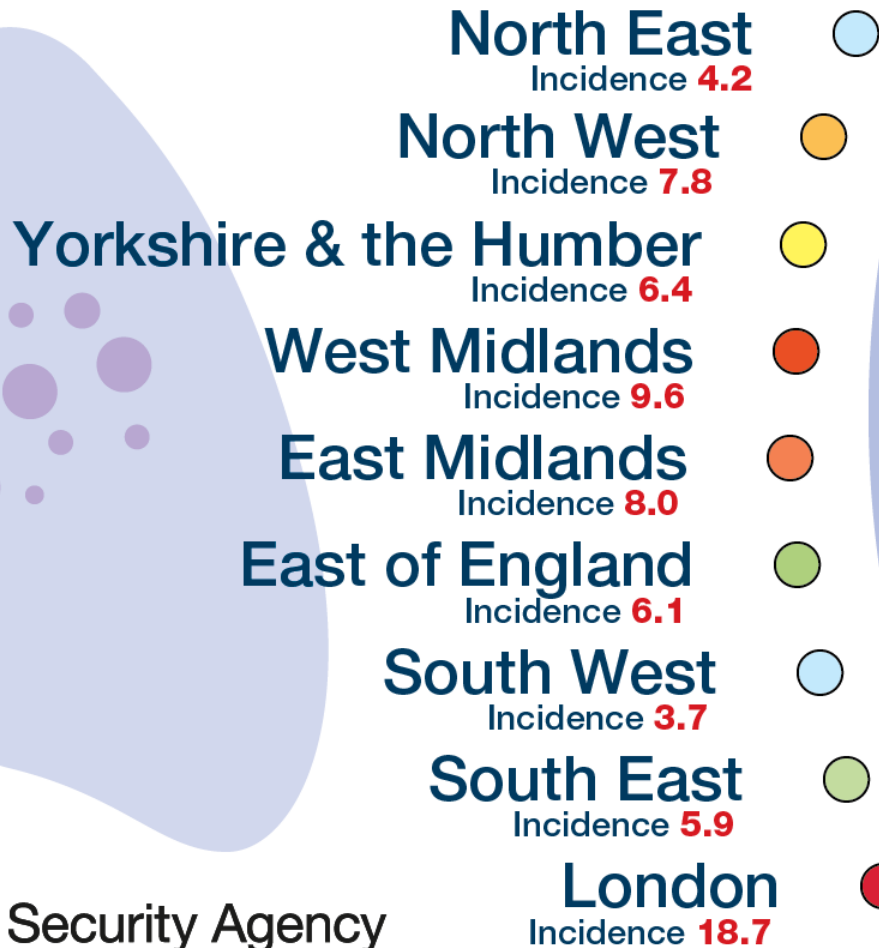 North East
Incidence 4.2
North West
Incidence 7.8
Yorkshire & the Humber
Incidence 6.4
West Midlands
Incidence 9.6
East Midlands
Incidence 8.0
East of England
Incidence 6.1
South West
Incidence 3.7
South East
Incidence 5.9
London
Incidence 18.7
Security Agency